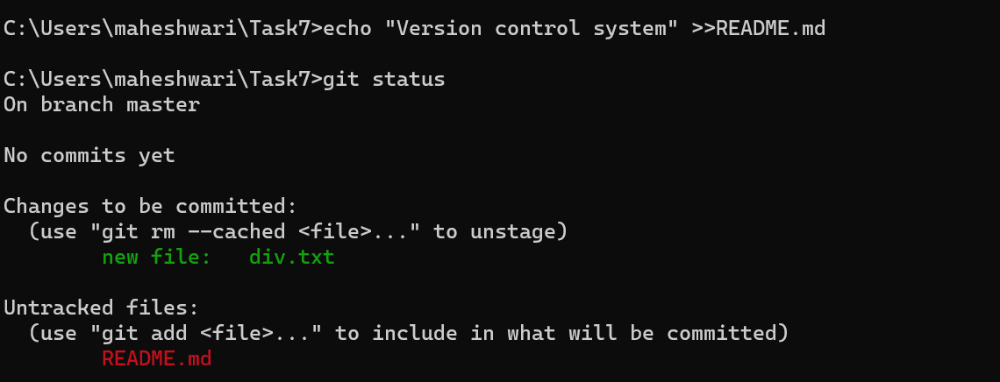 C:\Users\maheshwari\Task7>echo "Version control system" >>README.md
C:\Users\maheshwari\Task7>git status
On branch master
No commits yet
Changes to be committed:
  (use "git rm --cached <file>..." to unstage)
        new file:   div.txt
Untracked files:
  (use "git add <file>..." to include in what will be committed)
        README.md